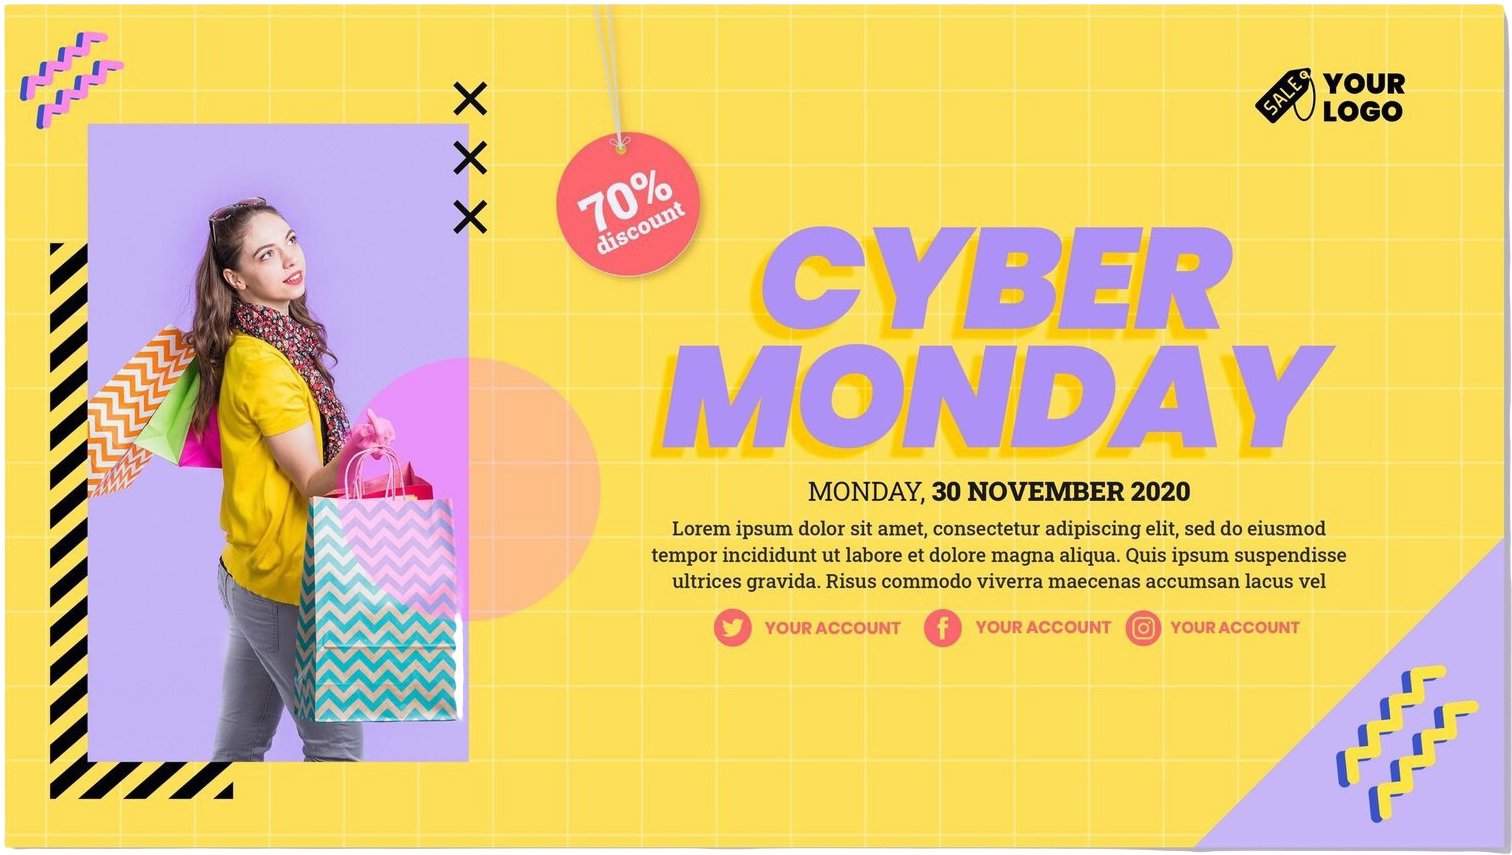 SALE
YOUR
LOGO
70%
discount
CYBER
MONDAY
MONDAY, 30 NOVEMBER 2020
Lorem ipsum dolor sit amet, consectetur adipiscing elit, sed do eiusmod
tempor incididunt ut labore et dolore magna aliqua. Quis ipsum suspendisse
ultrices gravida. Risus commodo viverra maecenas accumsan lacus vel
YOUR ACCOUNT YOUR ACCOUNT YOUR ACCOUNT